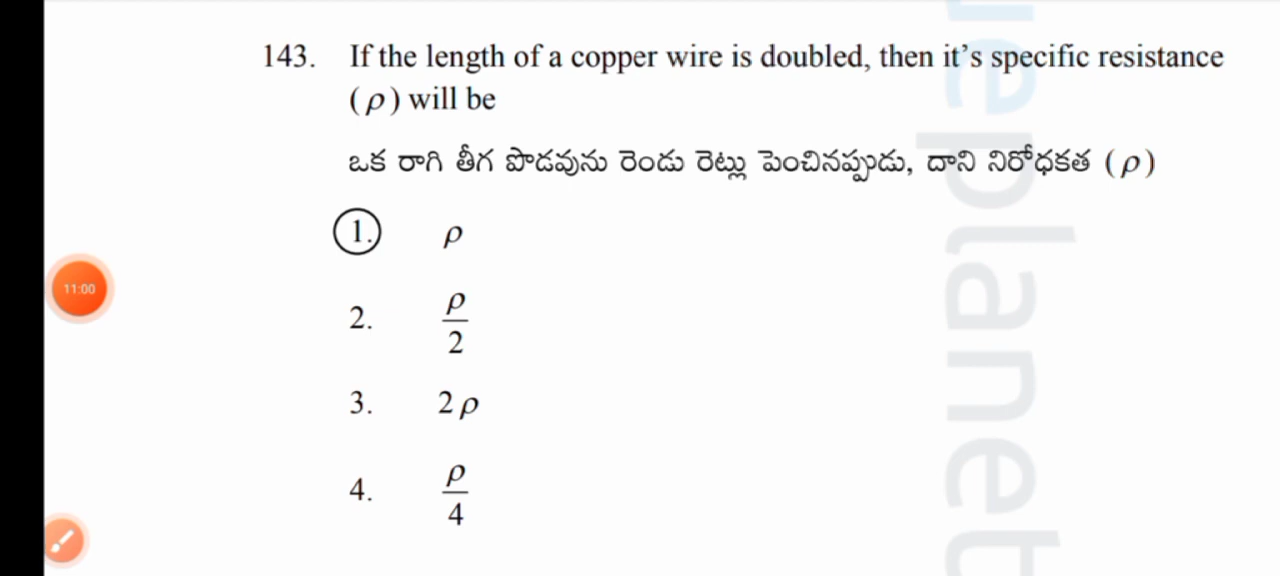 143. If the length of a copper wire is doubled, then it's specific resistance
(ρ) will be
ఒక రాగి తీగ పొడవును రెండు రెట్లు పెంచినప్పుడు, దాని నిరోధకత (ρ)
1. ρ
2. ρ/2
3. 2ρ
4. ρ/4
11:00
eplanet